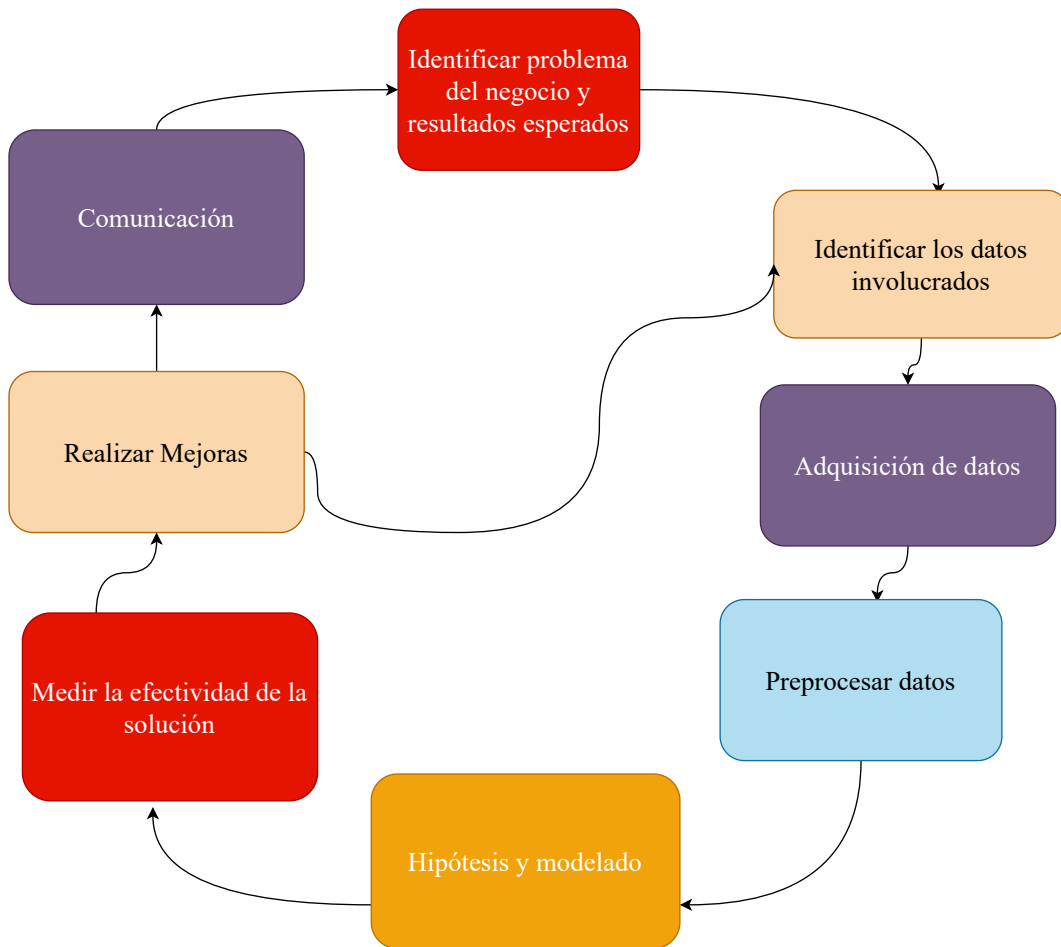 Identificar problema
del negocio y
resultados esperados
Identificar los datos
involucrados
Adquisición de datos
Preprocesar datos
Hipótesis y modelado
Medir la efectividad de la
solución
Realizar Mejoras
Comunicación